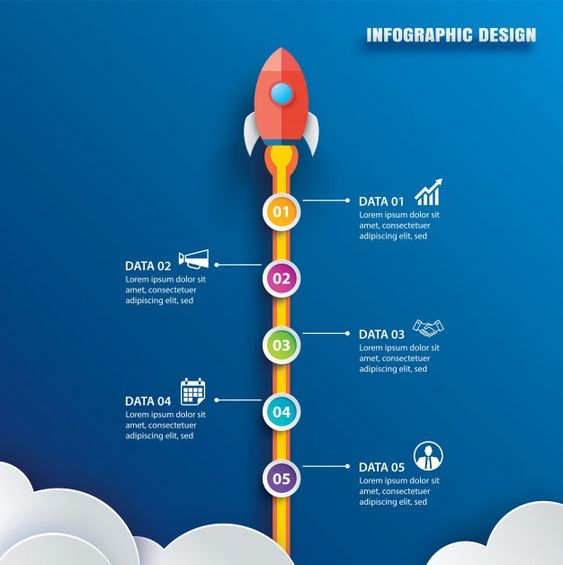 INFOGRAPHIC DESIGN
01
DATA 01
Lorem ipsum dolor sit
amet, consectetuer
adipiscing elit, sed
DATA 02
Lorem ipsum dolor sit
amet, consectetuer
adipiscing elit, sed
02
03
DATA 03
Lorem ipsum dolor sit
amet, consectetuer
adipiscing elit, sed
DATA 04
Lorem ipsum dolor sit
amet, consectetuer
adipiscing elit, sed
04
05
DATA 05
Lorem ipsum dolor sit
amet, consectetuer
adipiscing elit, sed